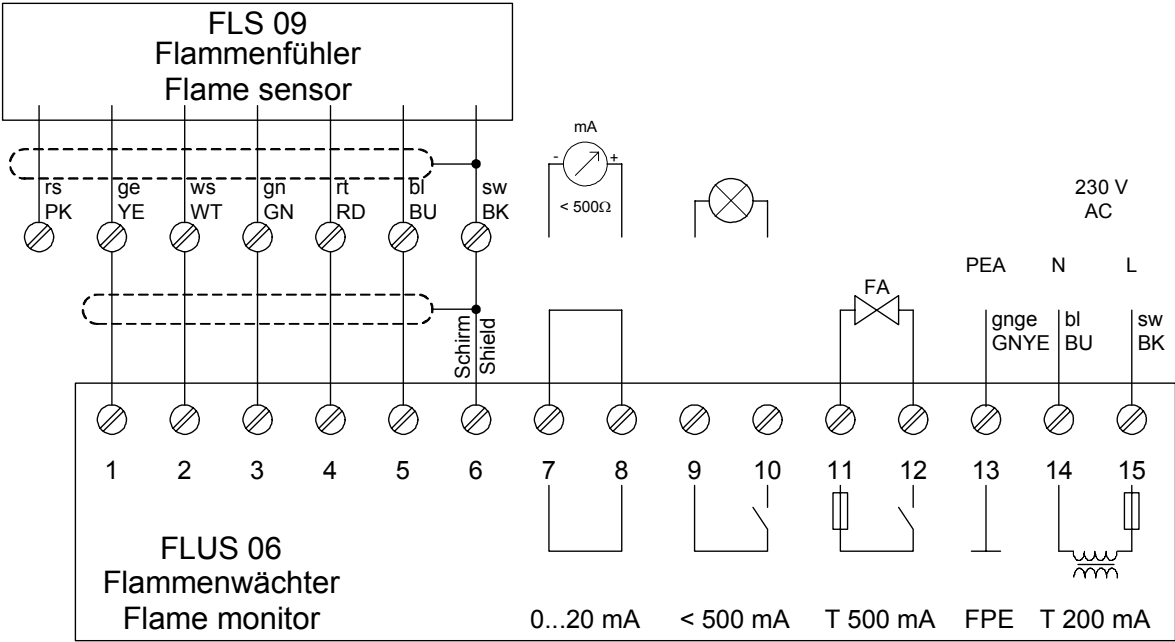 FLS 09
Flammenfühler
Flame sensor
mA
- +
< 500Ω
rs ge ws gn rt bl sw
PK YE WT GN RD BU BK
230 V
AC
PEA N L
FA
gnge bl sw
GNYE BU BK
Schirm
Shield
1 2 3 4 5 6 7 8 9 10 11 12 13 14 15
FLUS 06
Flammenwächter
Flame monitor
0...20 mA < 500 mA T 500 mA FPE T 200 mA